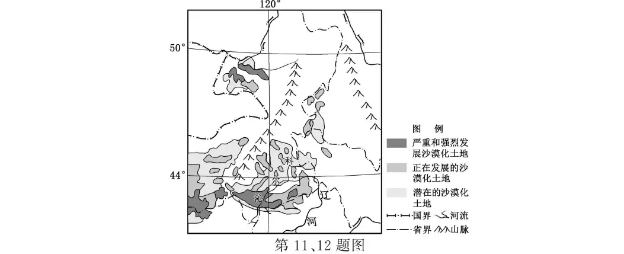 120°
50°
44°
科
江
河
图 例
严重和强烈发
展沙漠化土地
正在发展的沙
漠化土地
潜在的沙漠化
土地
国界 河流
省界 山脉
第11、12题图